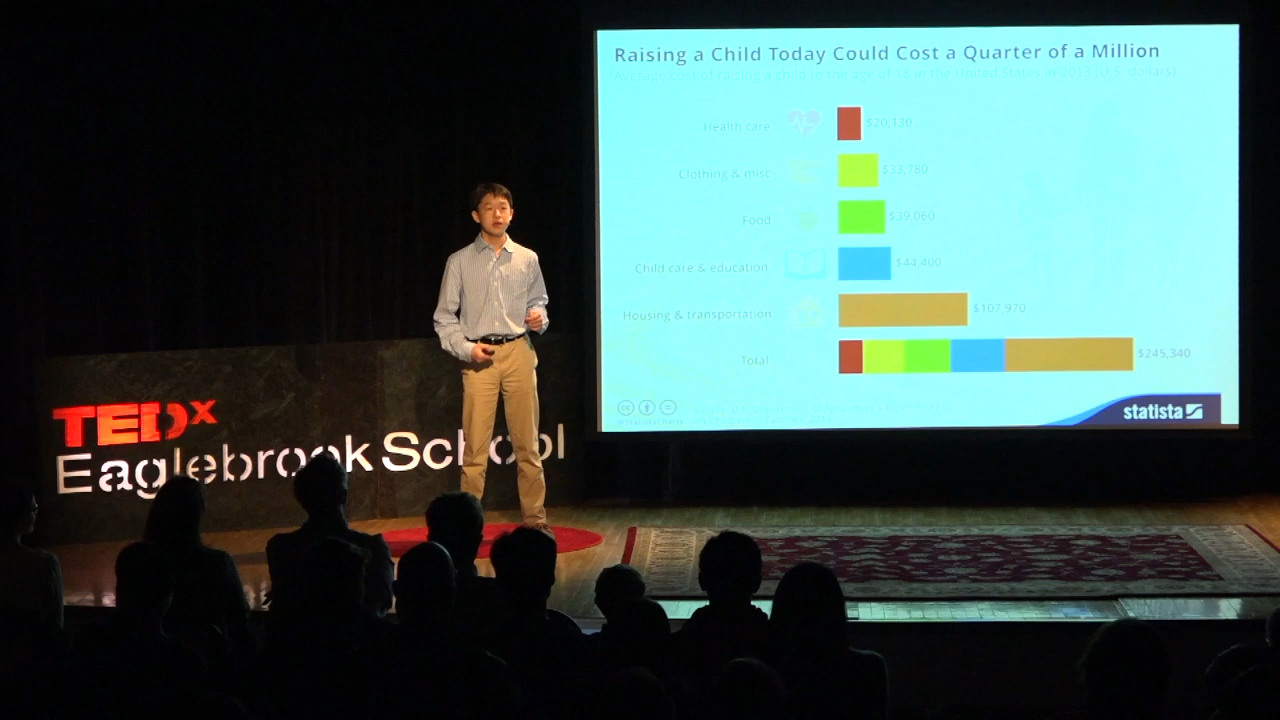 Raising a Child Today Could Cost a Quarter of a Million
Average cost of raising a child to the age of 18 in the United States in 2013 (U.S. dollars)
Health care $20,130
Clothing & misc $33,780
Food $39,060
Child care & education $44,400
Housing & transportation $107,970
Total $245,340
statista
@StatistaCharts
TEDx
Eaglebrook School